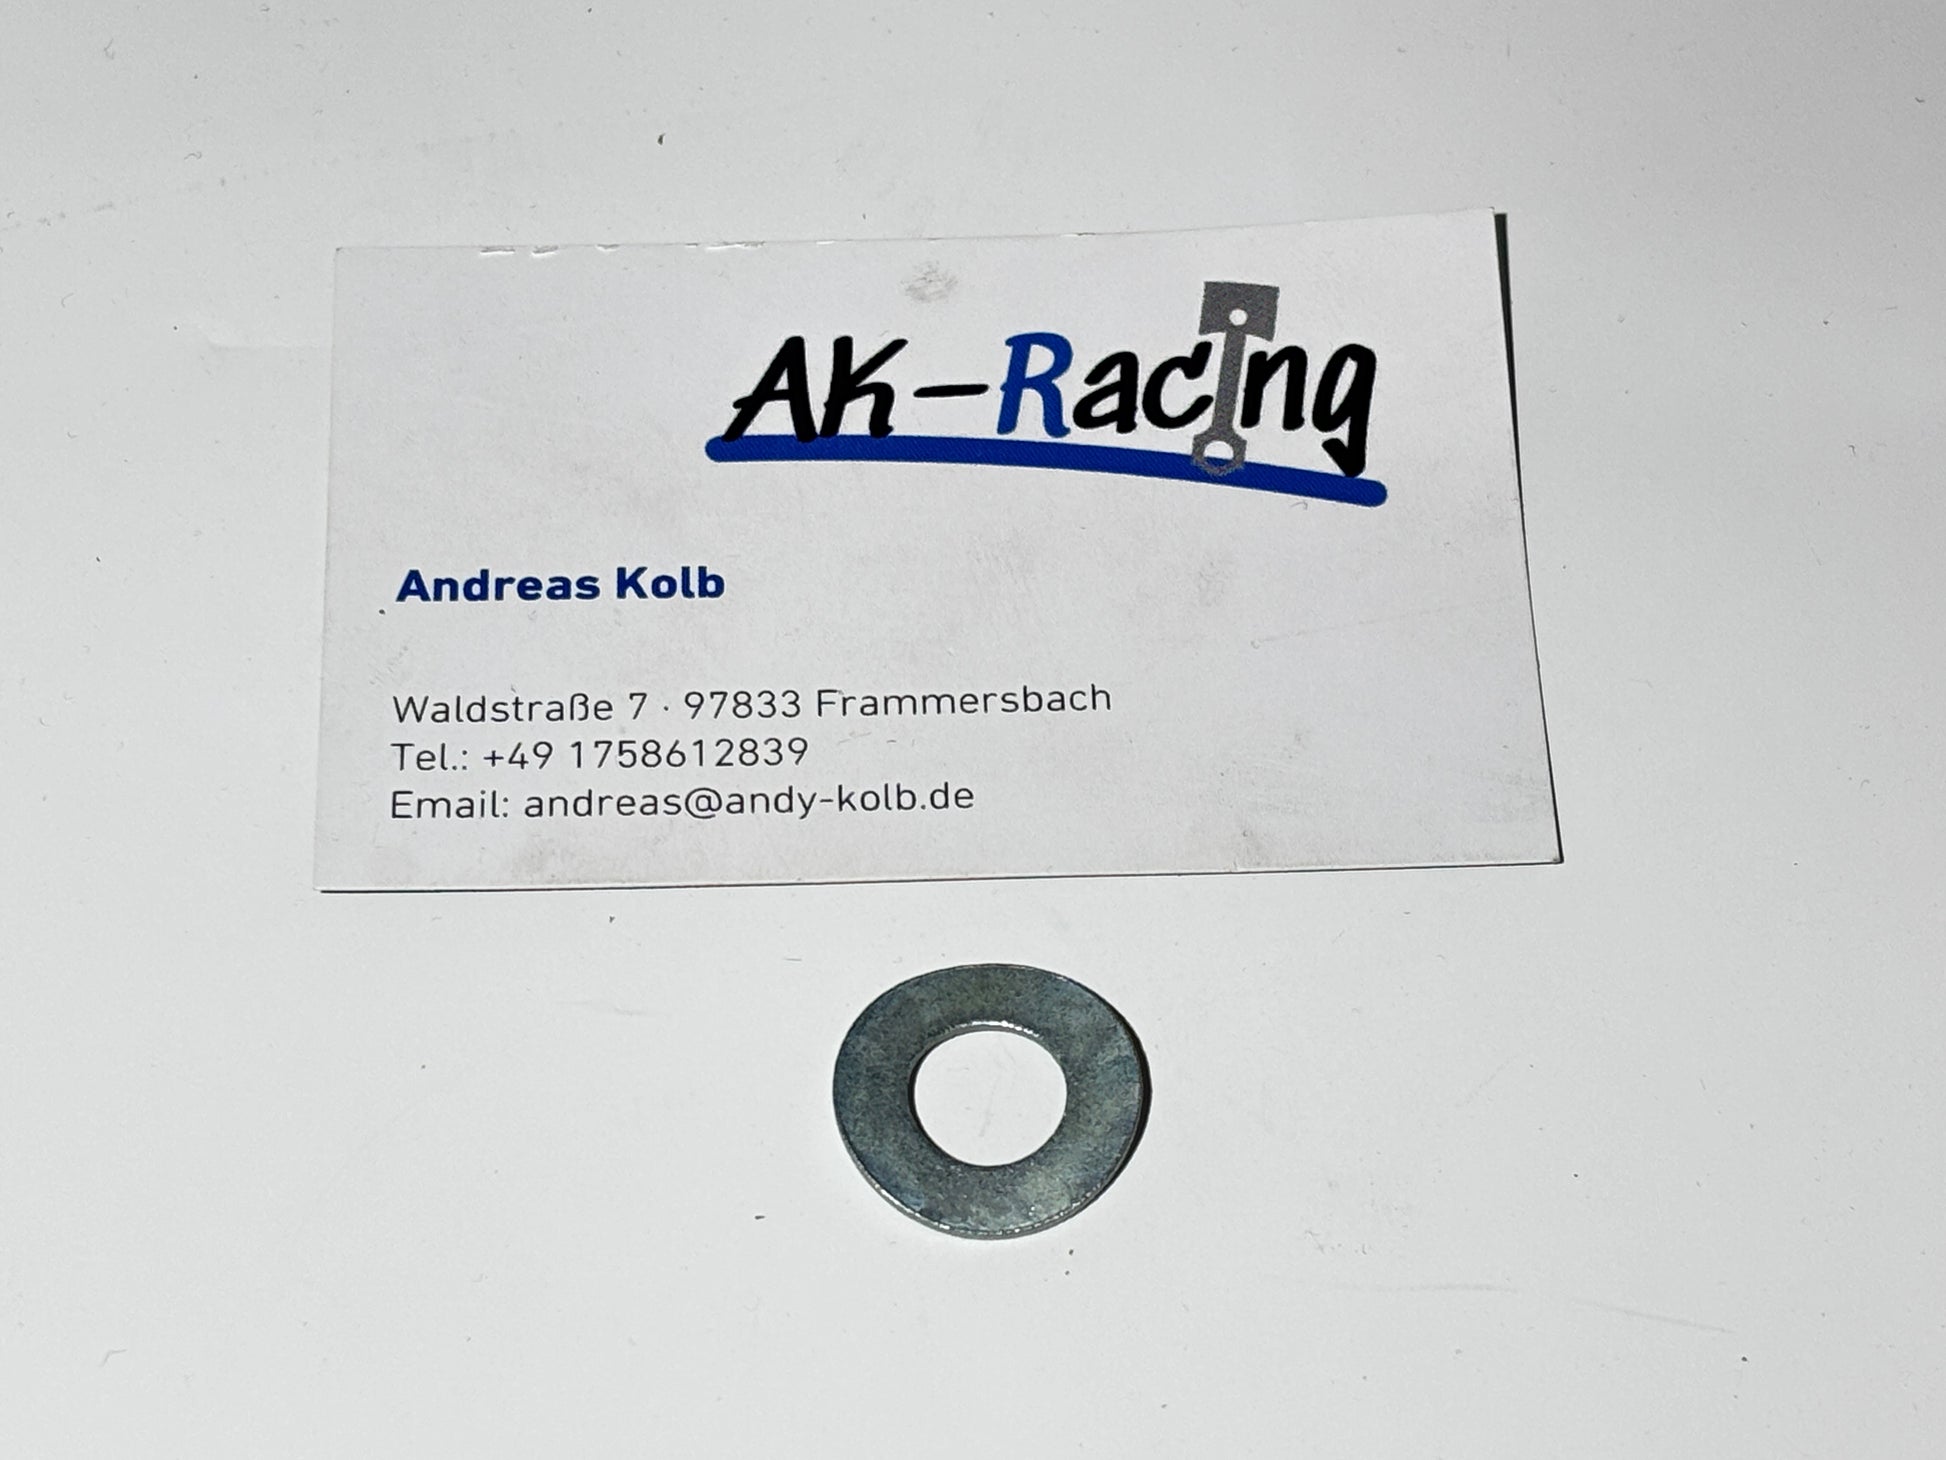 AK-Racing
Andreas Kolb
Waldstraße 7 · 97833 Frammersbach
Tel.: +49 1758612839
Email: andreas@andy-kolb.de